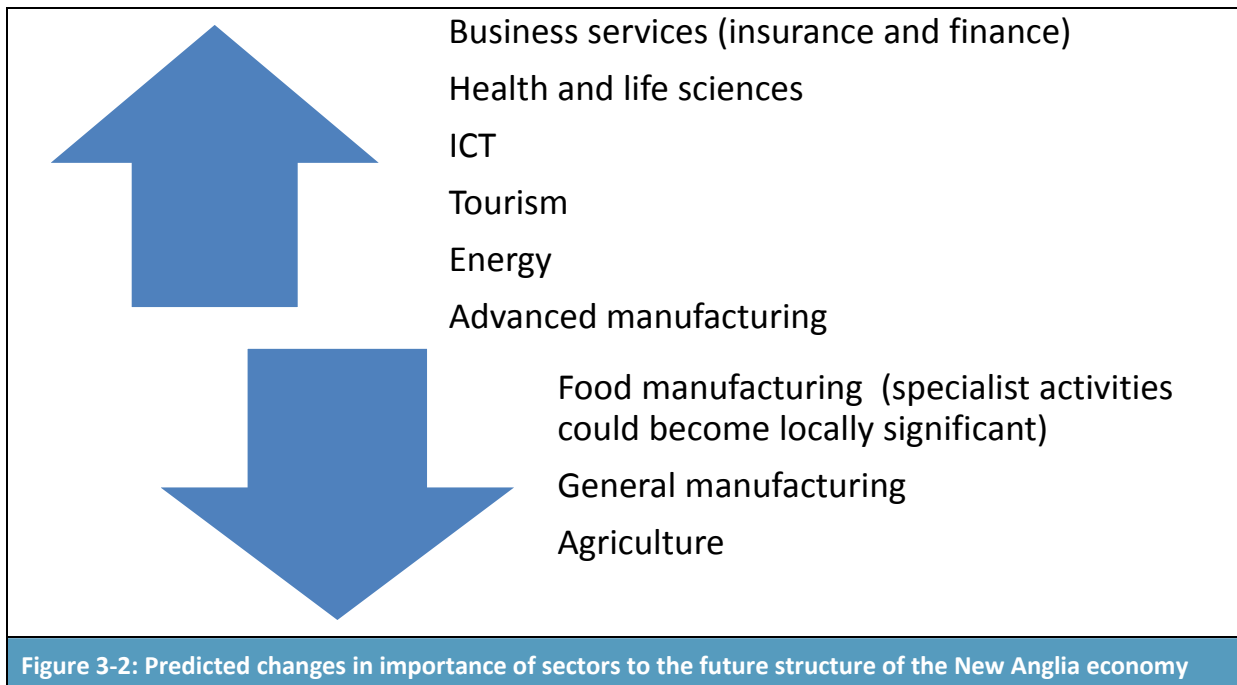 Business services (insurance and finance)
Health and life sciences
ICT
Tourism
Energy
Advanced manufacturing
Food manufacturing  (specialist activities
could become locally significant)
General manufacturing
Agriculture
Figure 3-2: Predicted changes in importance of sectors to the future structure of the New Anglia economy